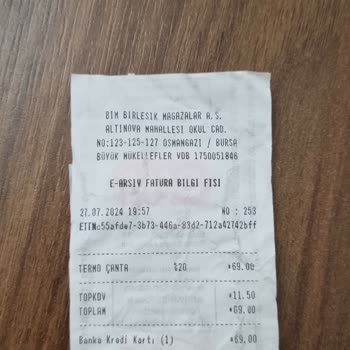 BİM BİRLEŞİK MAĞAZALAR A.Ş.
ALTINOVA MAHALLESİ OKUL CAD.
NO:123-125-127 OSMANGAZİ / BURSA
BÜYÜK MÜKELLEFLER VDB 1750051846
E-ARŞİV FATURA BİLGİ FİŞİ
27.07.2024 19:57 NO : 253
ETTN:c55afde7-3b73-446a-83d2-712a42742bff
TERMO ÇANTA %20 *69.00
TOPKDV *11.50
TOPLAM *69.00
Banka Kredi Kartı (1) *69.00